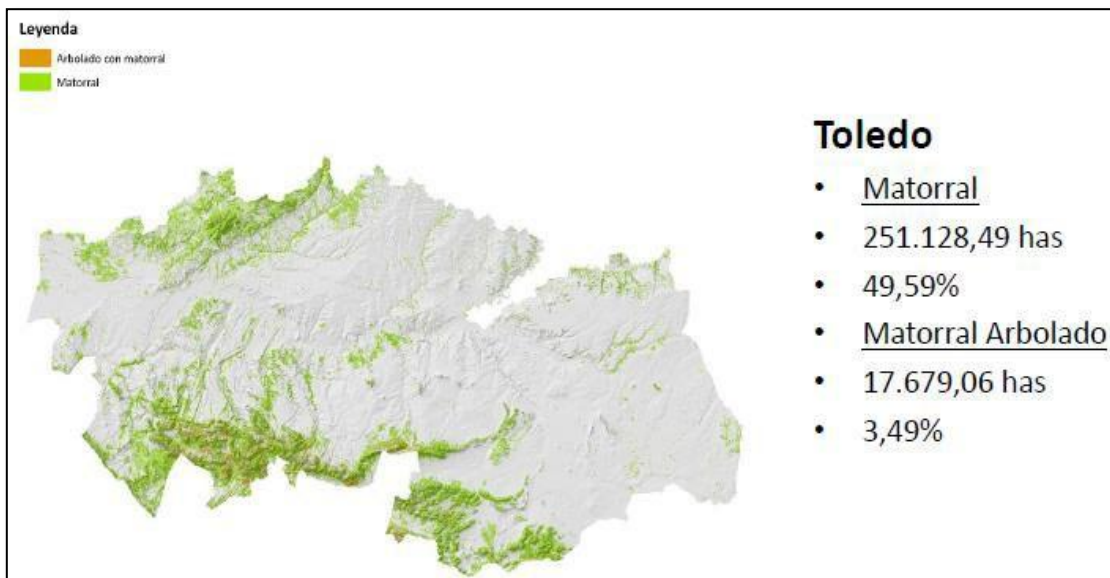 Leyenda
Arbolado con matorral
Matorral
Toledo
• Matorral
• 251.128,49 has
• 49,59%
• Matorral Arbolado
• 17.679,06 has
• 3,49%